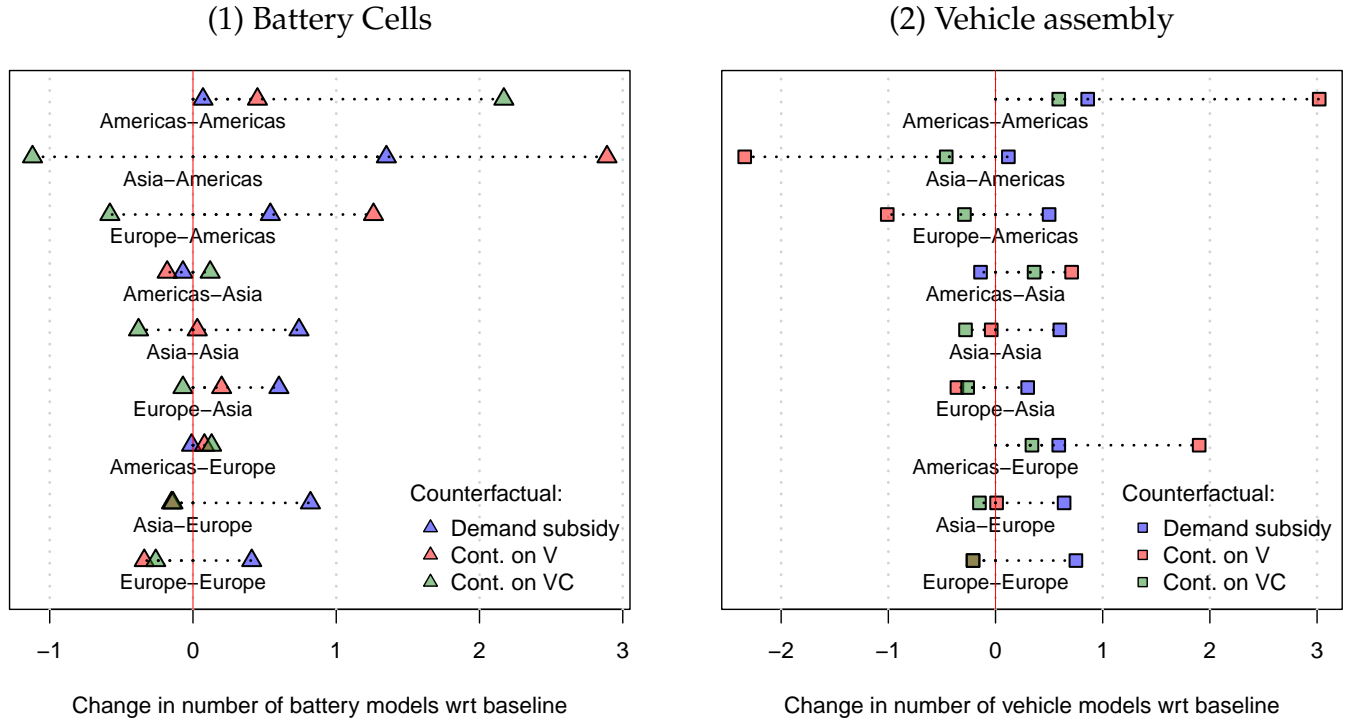 (1) Battery Cells
Americas−Americas
Asia−Americas
Europe−Americas
Americas−Asia
Asia−Asia
Europe−Asia
Americas−Europe
Asia−Europe
Europe−Europe
Counterfactual:
Demand subsidy
Cont. on V
Cont. on VC
−1 0 1 2 3
Change in number of battery models wrt baseline
(2) Vehicle assembly
Americas−Americas
Asia−Americas
Europe−Americas
Americas−Asia
Asia−Asia
Europe−Asia
Americas−Europe
Asia−Europe
Europe−Europe
Counterfactual:
Demand subsidy
Cont. on V
Cont. on VC
−2 −1 0 1 2 3
Change in number of vehicle models wrt baseline